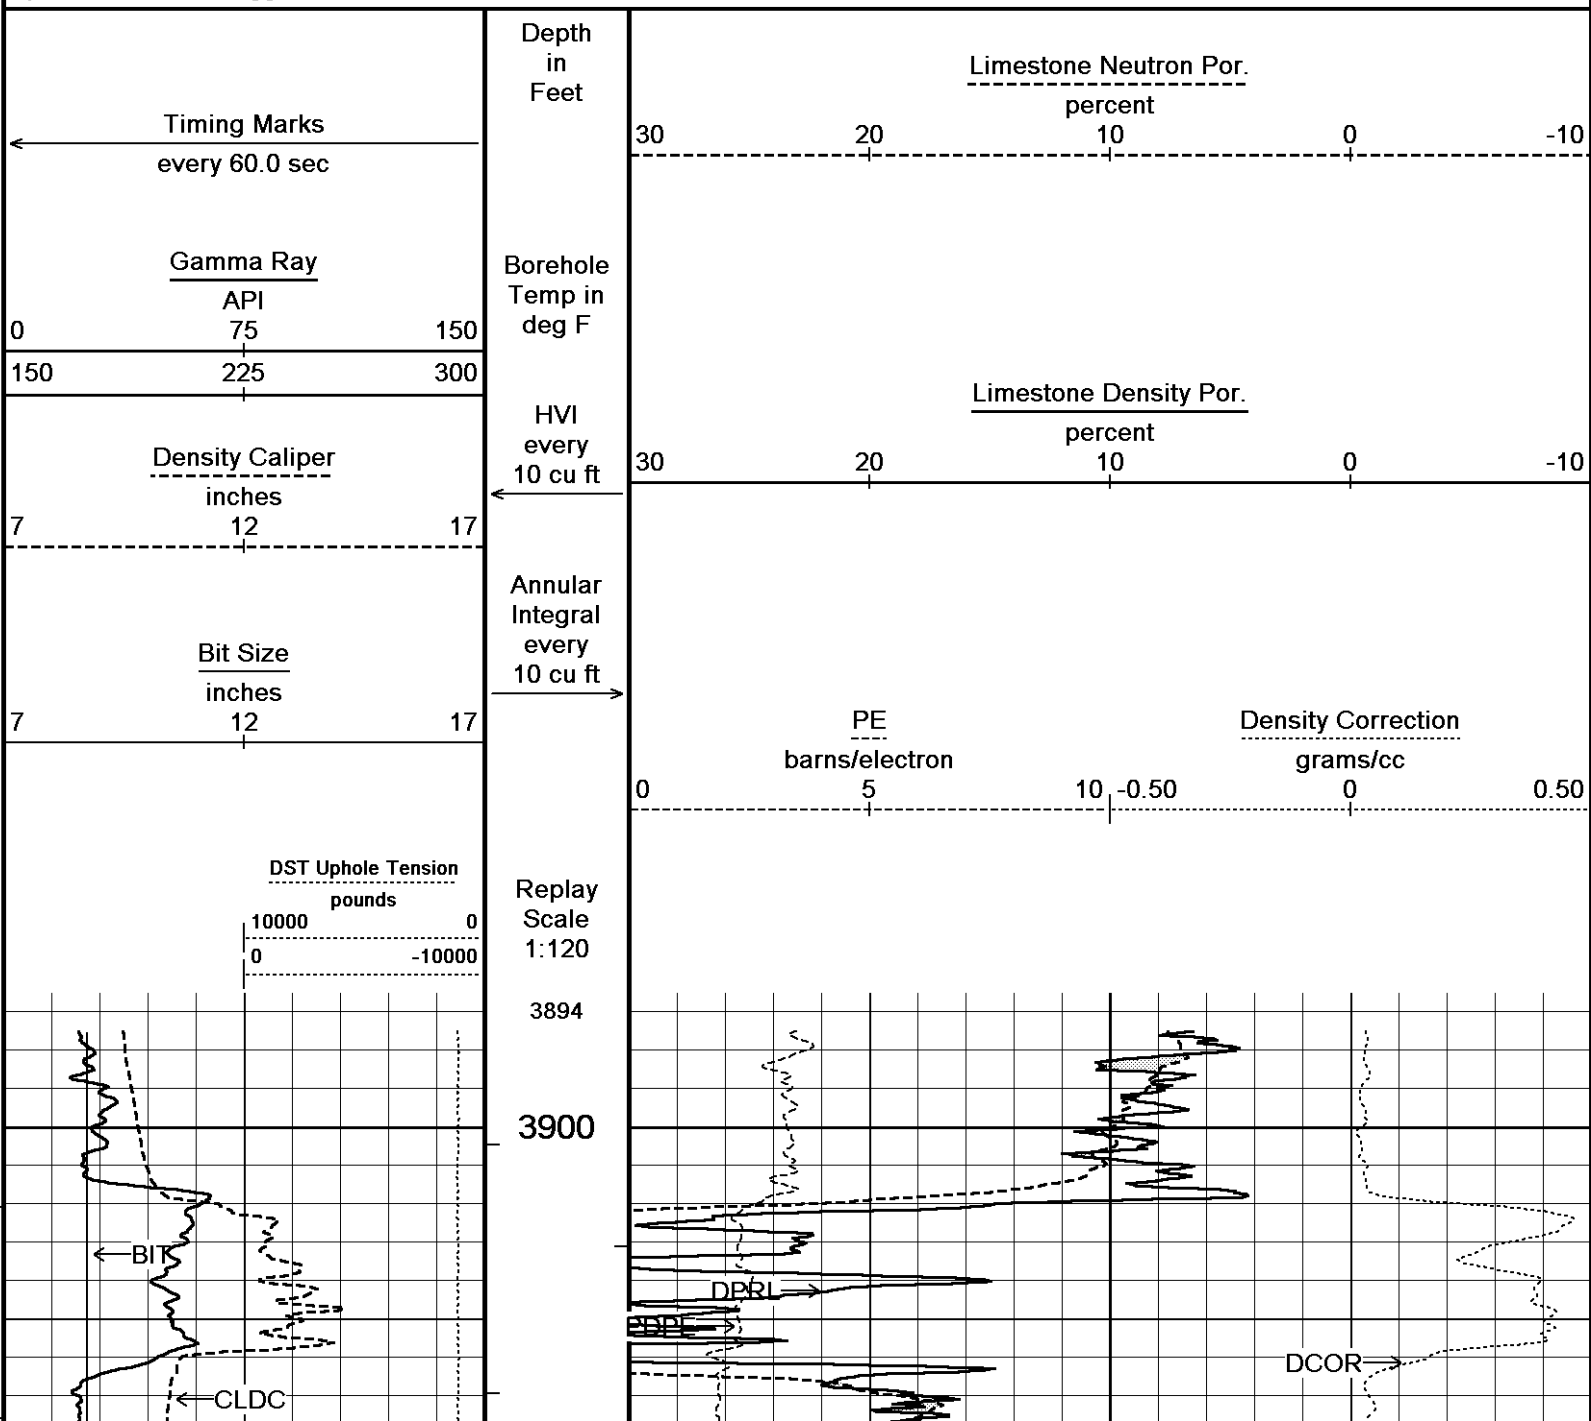 Timing Marks
every 60.0 sec
Gamma Ray
API
0 75 150
150 225 300
Density Caliper
inches
7 12 17
Bit Size
inches
7 12 17
DST Uphole Tension
pounds
10000 0
0 -10000
Depth
in
Feet
Borehole
Temp in
deg F
HVI
every
10 cu ft
Annular
Integral
every
10 cu ft
Replay
Scale
1:120
3894
3900
Limestone Neutron Por.
percent
30 20 10 0 -10
Limestone Density Por.
percent
30 20 10 0 -10
PE
barns/electron
0 5 10
Density Correction
grams/cc
-0.50 0 0.50
BIT
CLDC
DPRL
DCOR